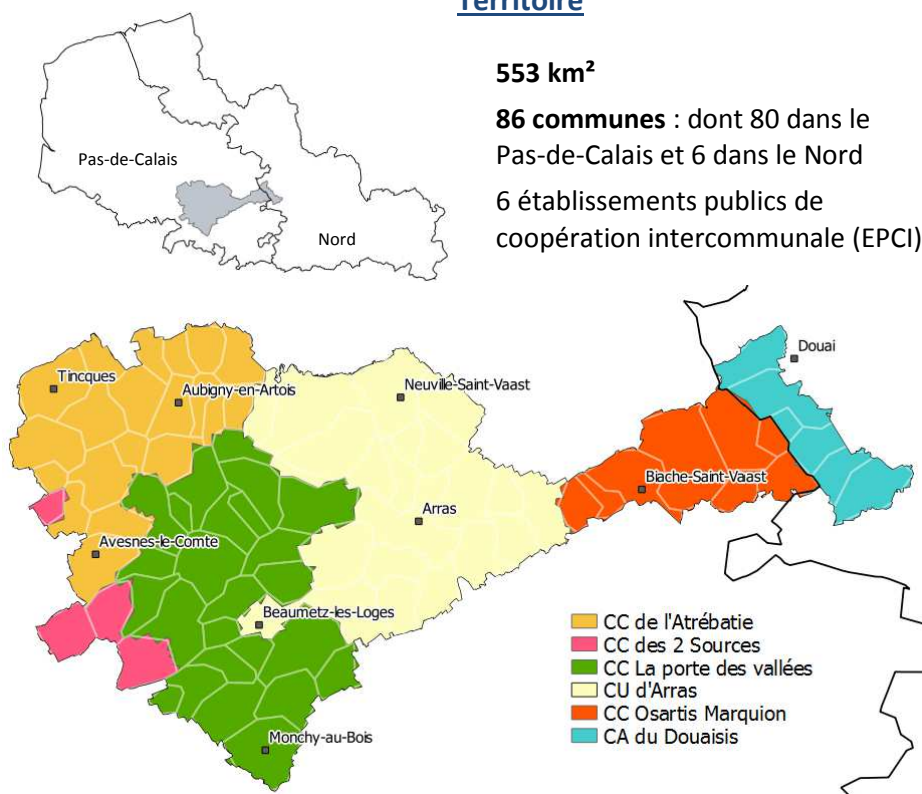 Territoire
553 km²
86 communes : dont 80 dans le
Pas-de-Calais et 6 dans le Nord
6 établissements publics de
coopération intercommunale (EPCI)
Pas-de-Calais
Nord
Douai
Tincques
Aubigny-en-Artois
Neuville-Saint-Vaast
Biache-Saint-Vaast
Arras
Avesnes-le-Comte
Beaumetz-les-Loges
Monchy-au-Bois
CC de l'Atrébatie
CC des 2 Sources
CC La porte des vallées
CU d'Arras
CC Osartis Marquion
CA du Douaisis